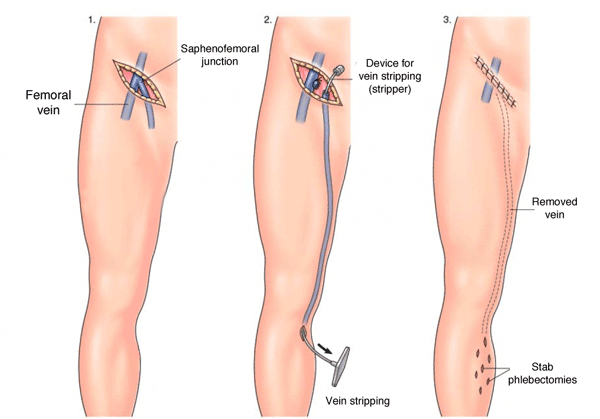 1.
Saphenofemoral
junction
Femoral
vein
2.
Device for
vein stripping
(stripper)
Vein stripping
3.
Removed
vein
Stab
phlebectomies